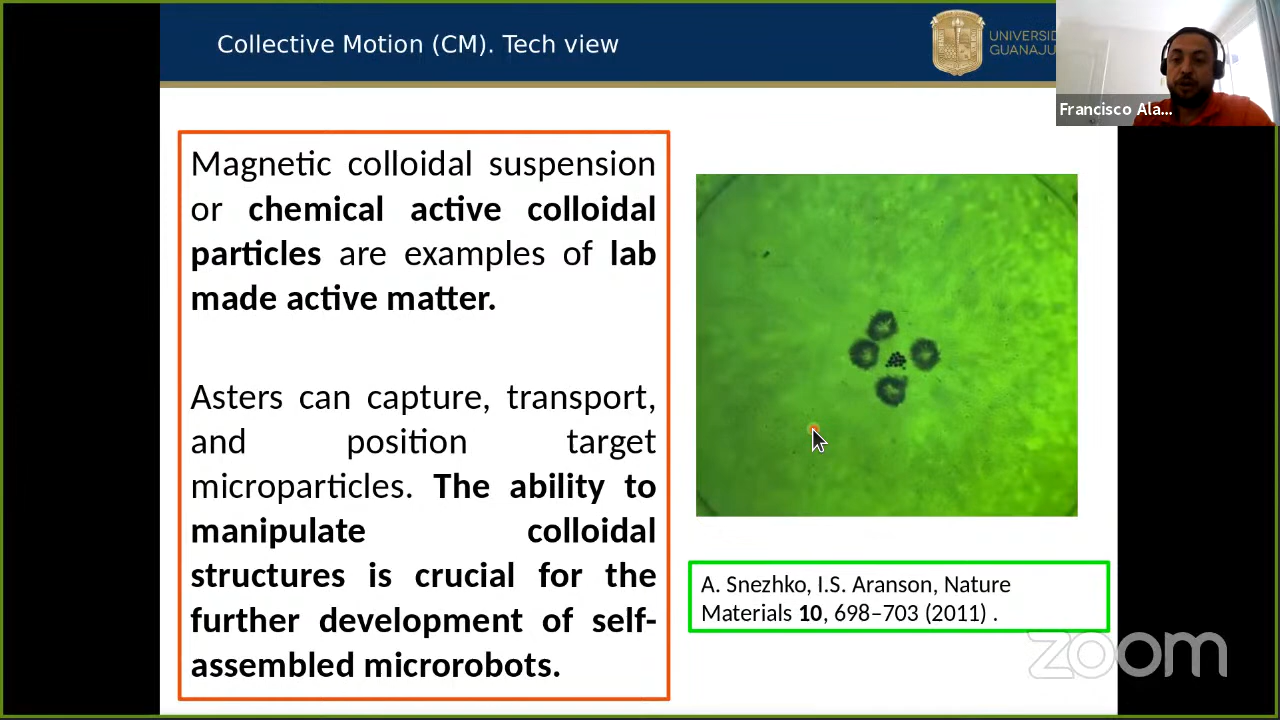 Collective Motion (CM). Tech view
UNIVERSID
GUANAJU
Francisco Ala...
Magnetic colloidal suspension
or chemical active colloidal
particles are examples of lab
made active matter.
Asters can capture, transport,
and position target
microparticles. The ability to
manipulate colloidal
structures is crucial for the
further development of self-
assembled microrobots.
A. Snezhko, I.S. Aranson, Nature
Materials 10, 698–703 (2011) .
zoom